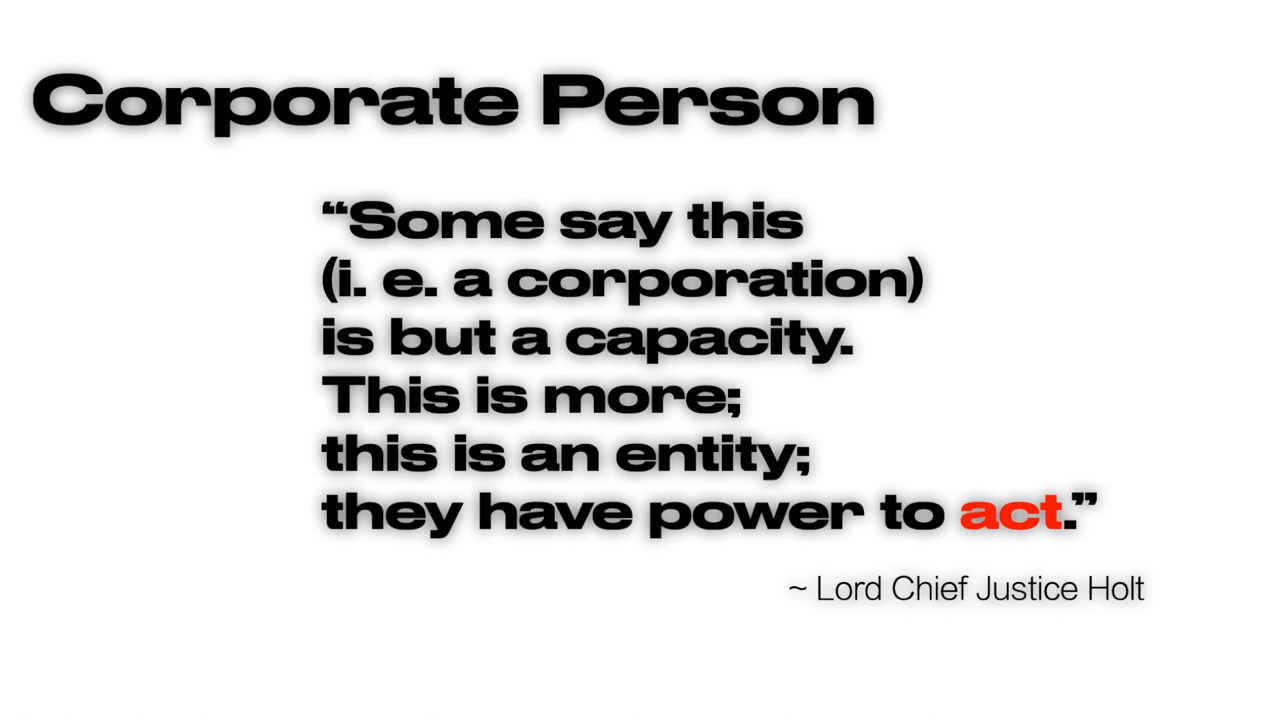 Corporate Person
“Some say this
(i. e. a corporation)
is but a capacity.
This is more;
this is an entity;
they have power to act.”
~ Lord Chief Justice Holt